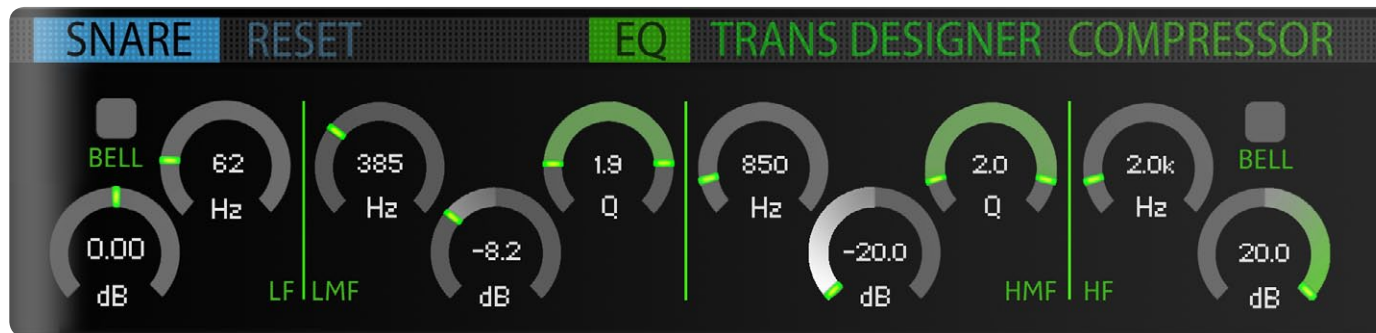 SNARE RESET EQ TRANS DESIGNER COMPRESSOR
BELL 62 Hz 385 Hz 1.9 Q 850 Hz 2.0 Q 2.0k Hz BELL
0.00 dB LF LMF -8.2 dB -20.0 dB HMF HF 20.0 dB